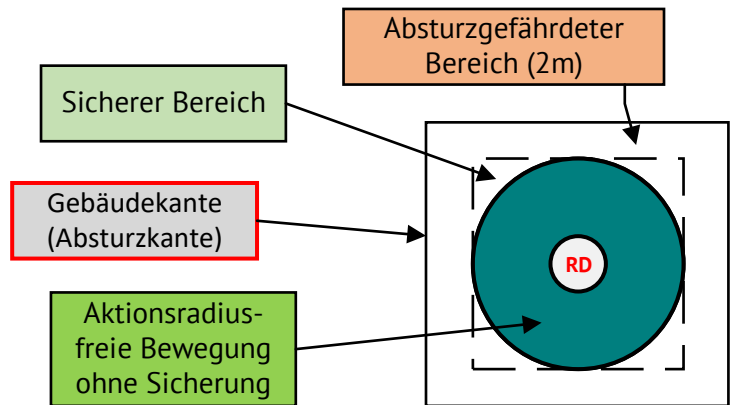 Absturzgefährdeter
Bereich (2m)
Sicherer Bereich
Gebäudekante
(Absturzkante)
RD
Aktionsradius-
freie Bewegung
ohne Sicherung